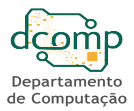 dcomp
Departamento
de Computação